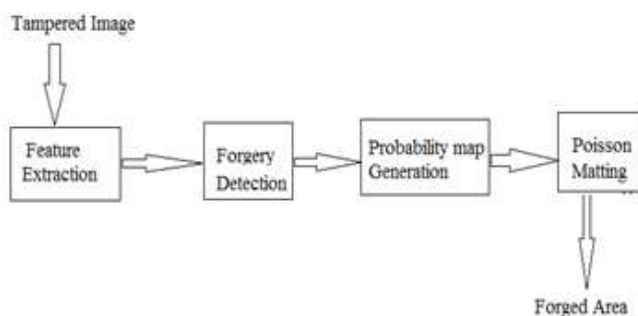 Tampered Image
Feature
Extraction
Forgery
Detection
Probability map
Generation
Poisson
Matting
Forged Area